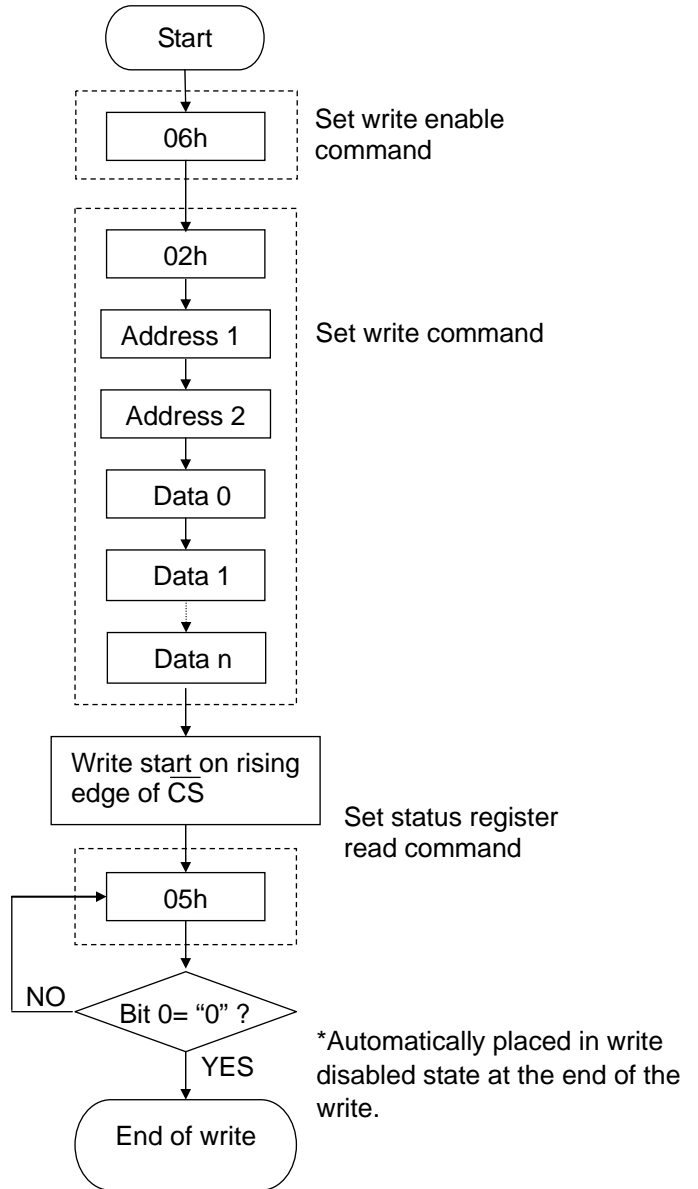 Start
06h
Set write enable
command
02h
Address 1
Set write command
Address 2
Data 0
Data 1
Data n
Write start on rising
edge of C̅S̅
Set status register
read command
05h
NO
Bit 0= “0” ?
YES
*Automatically placed in write
disabled state at the end of the
write.
End of write